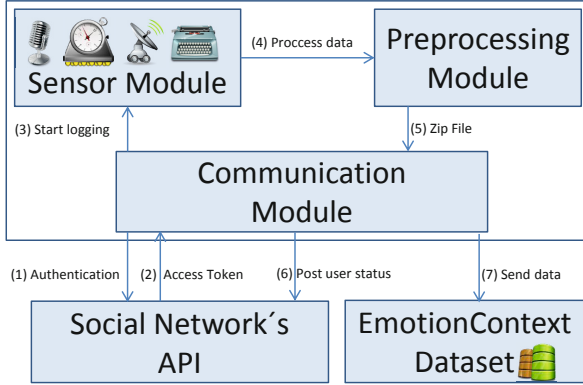 (4) Proccess data
Preprocessing
Module
Sensor Module
(3) Start logging
(5) Zip File
Communication
Module
(1) Authentication
(2) Access Token
(6) Post user status
(7) Send data
Social Network´s
API
EmotionContext
Dataset